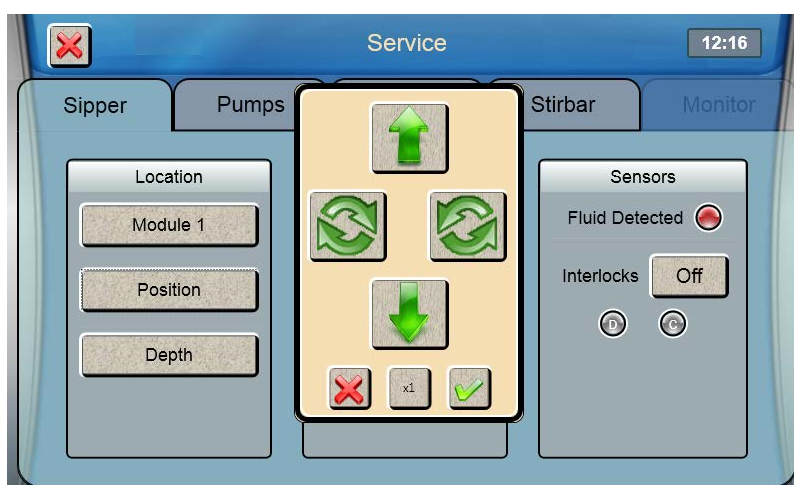 Service
12:16
Sipper
Pumps
Stirbar
Monitor
Location
Module 1
Position
Depth
x1
Sensors
Fluid Detected
Interlocks
Off
D
C